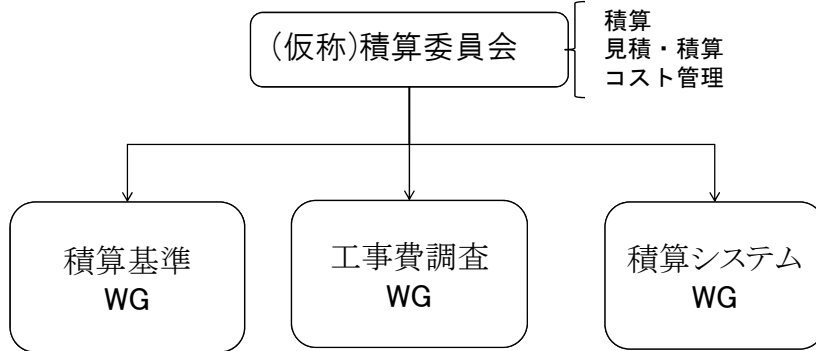 (仮称)積算委員会
積算
見積・積算
コスト管理
積算基準
WG
工事費調査
WG
積算システム
WG